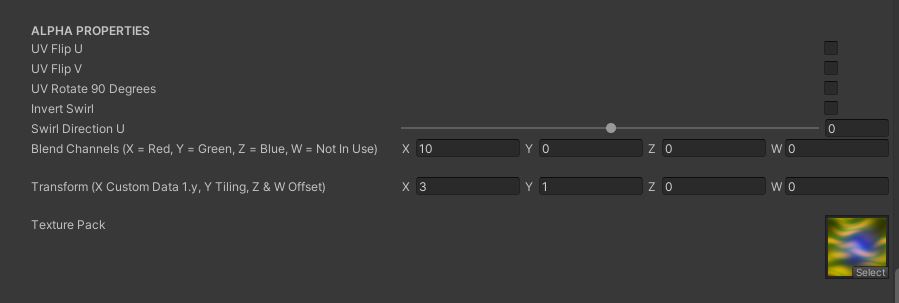 ALPHA PROPERTIES
UV Flip U
UV Flip V
UV Rotate 90 Degrees
Invert Swirl
Swirl Direction U 0
Blend Channels (X = Red, Y = Green, Z = Blue, W = Not In Use) X 10 Y 0 Z 0 W 0
Transform (X Custom Data 1.y, Y Tiling, Z & W Offset) X 3 Y 1 Z 0 W 0
Texture Pack
Select